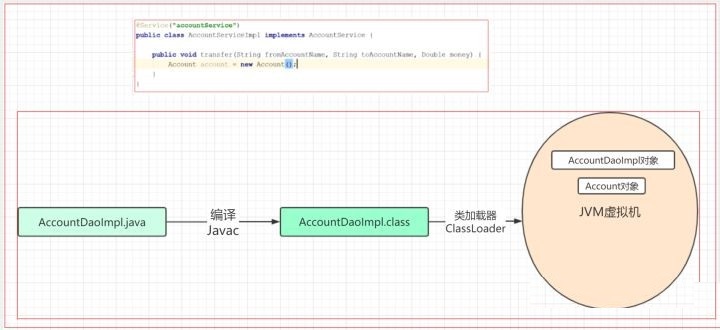 @Service("accountService")
public class AccountServiceImpl implements AccountService {
public void transfer(String fromAccountName, String toAccountName, Double money) {
Account account = new Account();
}
}
AccountDaoImpl.java
编译
Javac
AccountDaoImpl.class
类加载器
ClassLoader
AccountDaoImpl对象
Account对象
JVM虚拟机